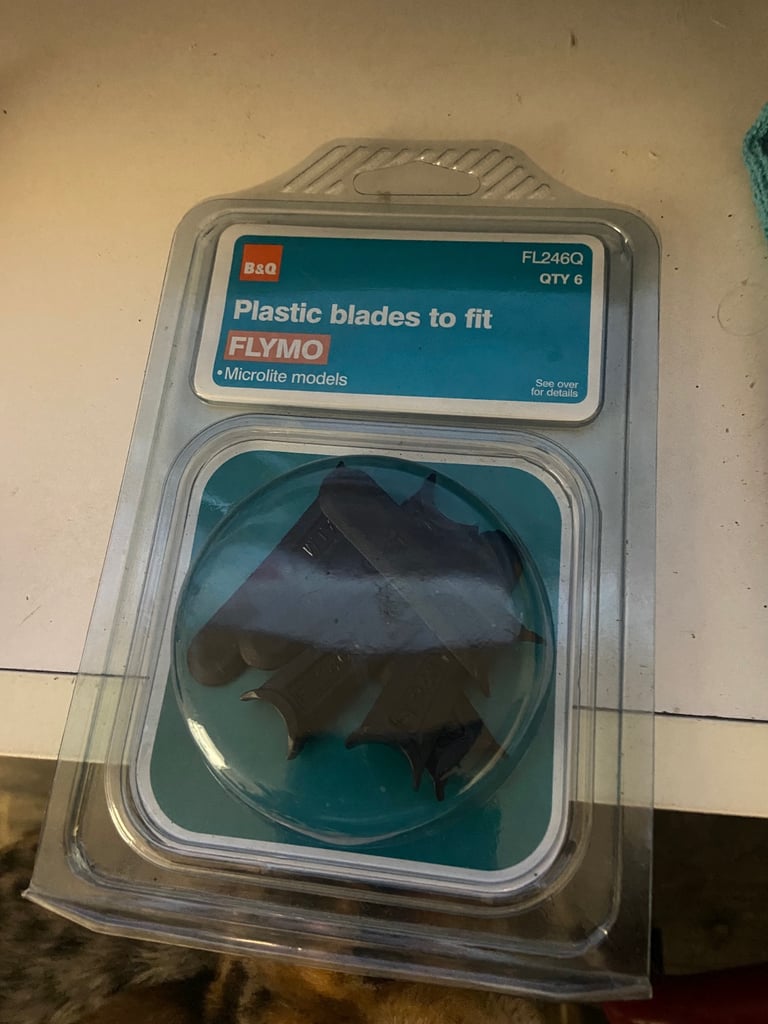 B&Q
FL246Q
QTY 6
Plastic blades to fit
FLYMO
• Microlite models
See over
for details